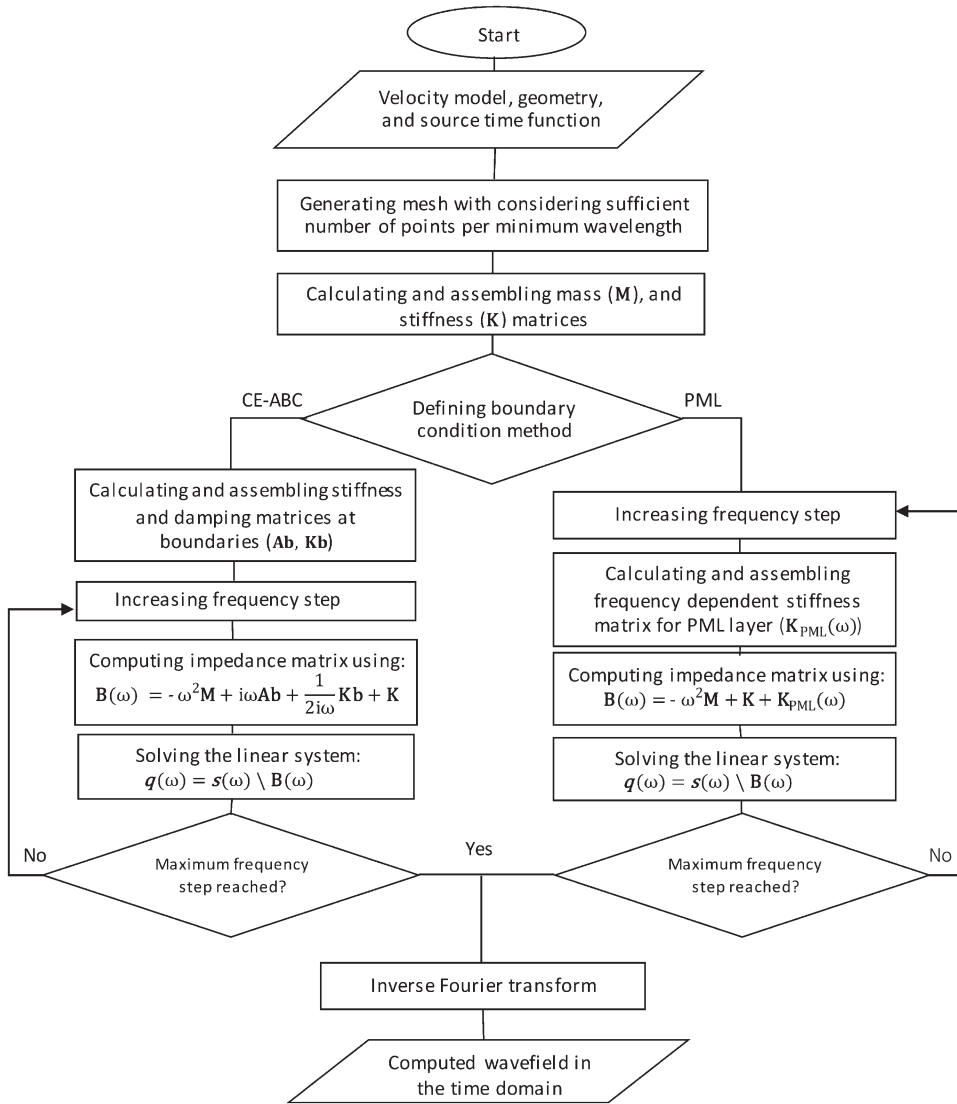 Start
Velocity model, geometry,
and source time function
Generating mesh with considering sufficient
number of points per minimum wavelength
Calculating and assembling mass (M), and
stiffness (K) matrices
Defining boundary
condition method
CE-ABC
PML
Calculating and assembling stiffness
and damping matrices at
boundaries (Ab, Kb)
Increasing frequency step
Computing impedance matrix using:
B(ω) = - ω²M + iωAb + 1/2iω Kb + K
Solving the linear system:
q(ω) = s(ω) \ B(ω)
Maximum frequency
step reached?
No
Yes
Increasing frequency step
Calculating and assembling
frequency dependent stiffness
matrix for PML layer (K_PML(ω))
Computing impedance matrix using:
B(ω) = - ω²M + K + K_PML(ω)
Solving the linear system:
q(ω) = s(ω) \ B(ω)
Maximum frequency
step reached?
No
Inverse Fourier transform
Computed wavefield in
the time domain